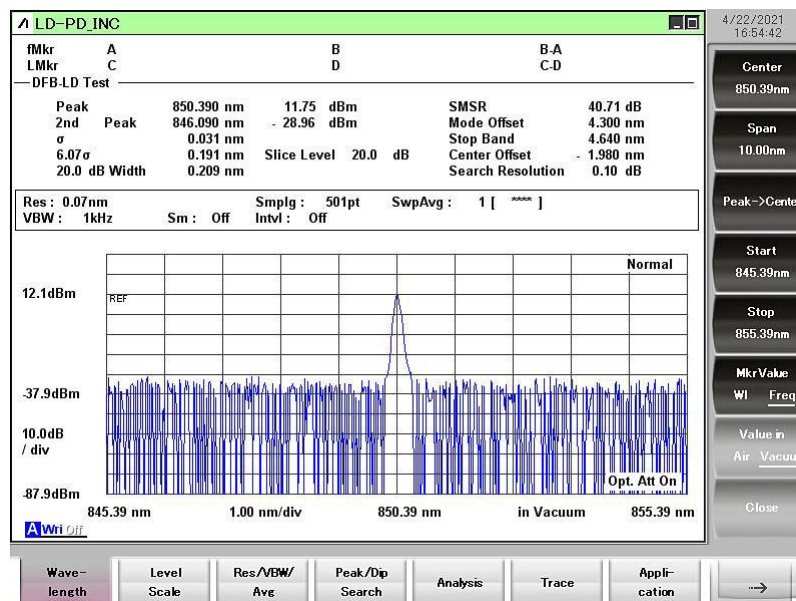 LD-PD_INC
4/22/2021
16:54:42
fMkr A B B-A
LMkr C D C-D
DFB-LD Test
Peak 850.390 nm 11.75 dBm SMSR 40.71 dB
2nd Peak 846.090 nm - 28.96 dBm Mode Offset 4.300 nm
σ 0.031 nm Stop Band 4.640 nm
6.07σ 0.191 nm Slice Level 20.0 dB Center Offset - 1.980 nm
20.0 dB Width 0.209 nm Search Resolution 0.10 dB
Res : 0.07nm Smplg : 501pt SwpAvg : 1 [ **** ]
VBW : 1kHz Sm : Off Intvl : Off
Normal
12.1dBm
REF
-37.9dBm
10.0dB
/ div
Opt. Att On
-87.9dBm
845.39 nm 1.00 nm/div 850.39 nm in Vacuum 855.39 nm
A Wri Off
Center
850.39nm
Span
10.00nm
Peak->Cente
Start
845.39nm
Stop
855.39nm
MkrValue
Wl Freq
Value in
Air Vacuu
Close
Wave-
length
Level
Scale
Res/VBW/
Avg
Peak/Dip
Search
Analysis
Trace
Appli-
cation